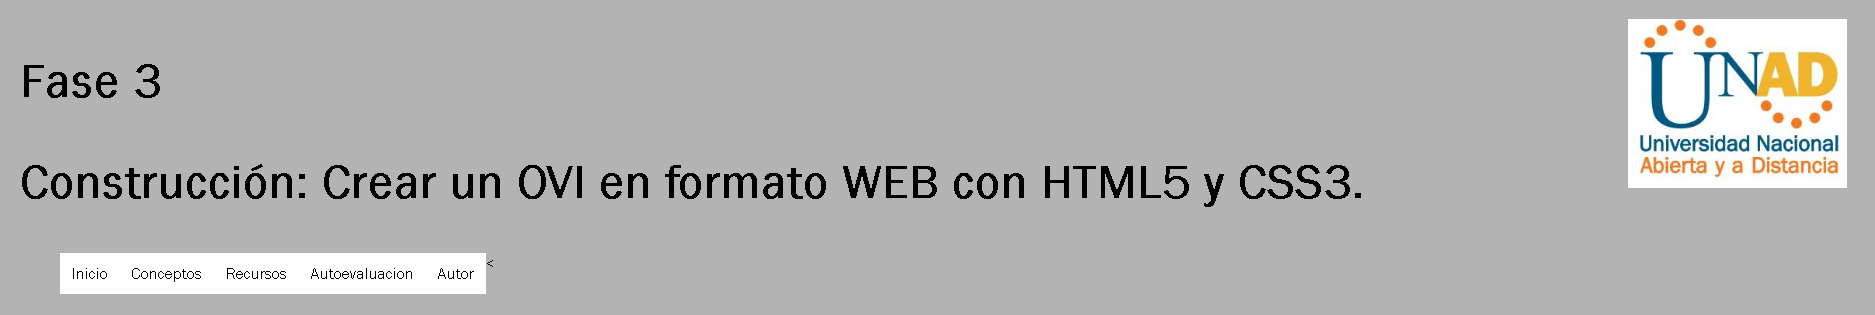 Fase 3
Construcción: Crear un OVI en formato WEB con HTML5 y CSS3.
UNAD
Universidad Nacional
Abierta y a Distancia
Inicio Conceptos Recursos Autoevaluacion Autor <